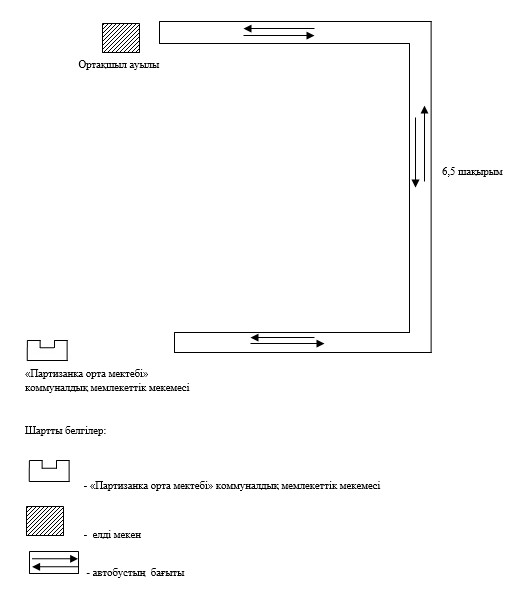 Ортақшыл ауылы
6,5 шақырым
«Партизанка орта мектебі»
коммуналдық мемлекеттік мекемесі
Шартты белгілер:
- «Партизанка орта мектебі» коммуналдық мемлекеттік мекемесі
- елді мекен
- автобустың бағыты